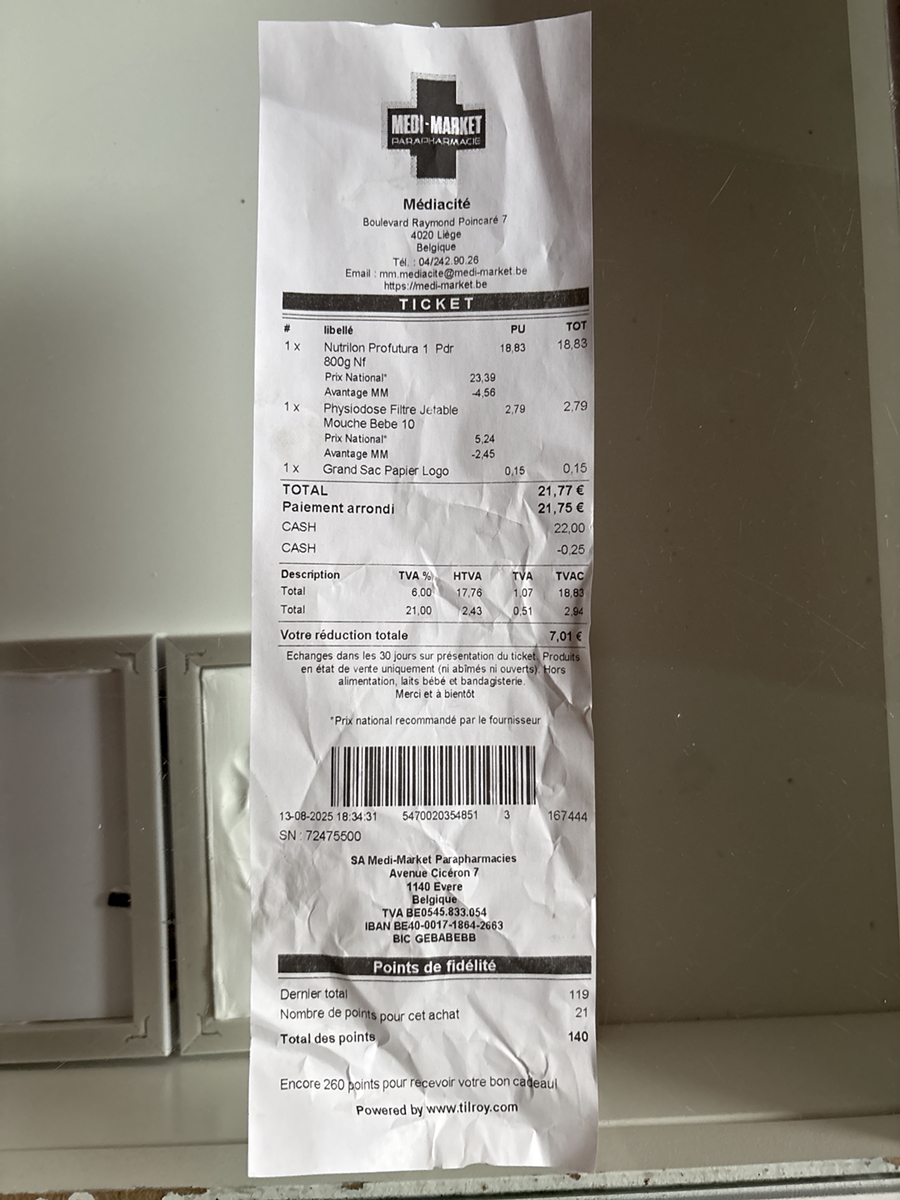 MEDI-MARKET
PARAPHARMACIE
Médiacité
Boulevard Raymond Poincaré 7
4020 Liège
Belgique
Tél. : 04/242.90.26
Email : mm.mediacite@medi-market.be
https://medi-market.be
TICKET
# libellé PU TOT
1 x Nutrilon Profutura 1 Pdr 18,83 18,83
800g Nf
Prix National* 23,39
Avantage MM -4,56
1 x Physiodose Filtre Jetable 2,79 2,79
Mouche Bebe 10
Prix National* 5,24
Avantage MM -2,45
1 x Grand Sac Papier Logo 0,15 0,15
TOTAL 21,77 €
Paiement arrondi 21,75 €
CASH 22,00
CASH -0,25
Description TVA % HTVA TVA TVAC
Total 6,00 17,76 1,07 18,83
Total 21,00 2,43 0,51 2,94
Votre réduction totale 7,01 €
Echanges dans les 30 jours sur présentation du ticket. Produits
en état de vente uniquement (ni abîmés ni ouverts). Hors
alimentation, laits bébé et bandagisterie.
Merci et à bientôt
*Prix national recommandé par le fournisseur
13-08-2025 18:34:31 5470020354851 3 167444
SN : 72475500
SA Medi-Market Parapharmacies
Avenue Cicéron 7
1140 Evere
Belgique
TVA BE0545.833.054
IBAN BE40-0017-1864-2663
BIC GEBABEBB
Points de fidélité
Dernier total 119
Nombre de points pour cet achat 21
Total des points 140
Encore 260 points pour recevoir votre bon cadeau!
Powered by www.tilroy.com